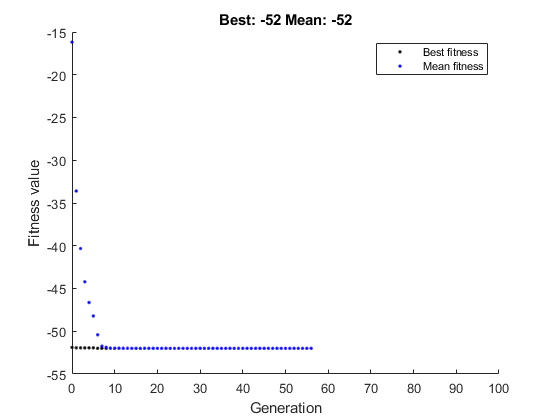 Best: -52 Mean: -52
Best fitness
Mean fitness
Fitness value
-15
-20
-25
-30
-35
-40
-45
-50
-55
0 10 20 30 40 50 60 70 80 90 100
Generation